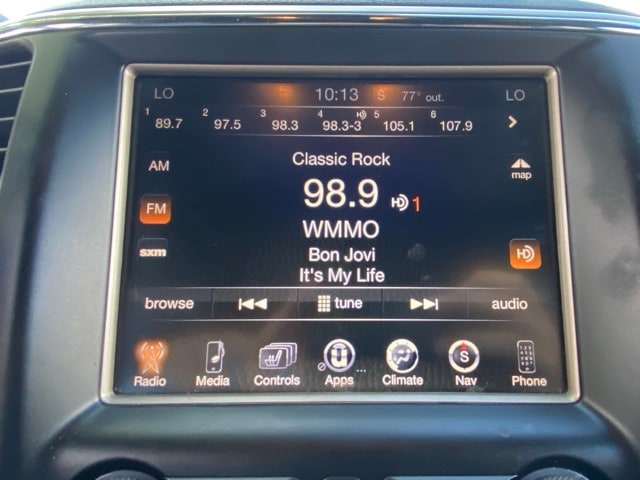 LO 10:13 S 77° out. LO
1 89.7 2 97.5 3 98.3 4 98.3-3 HD 5 105.1 6 107.9 >
AM
Classic Rock
map
FM
98.9 HD 1
WMMO
sxm
Bon Jovi
HD
It's My Life
browse tune audio
Radio Media Controls Apps ... Climate Nav Phone
S